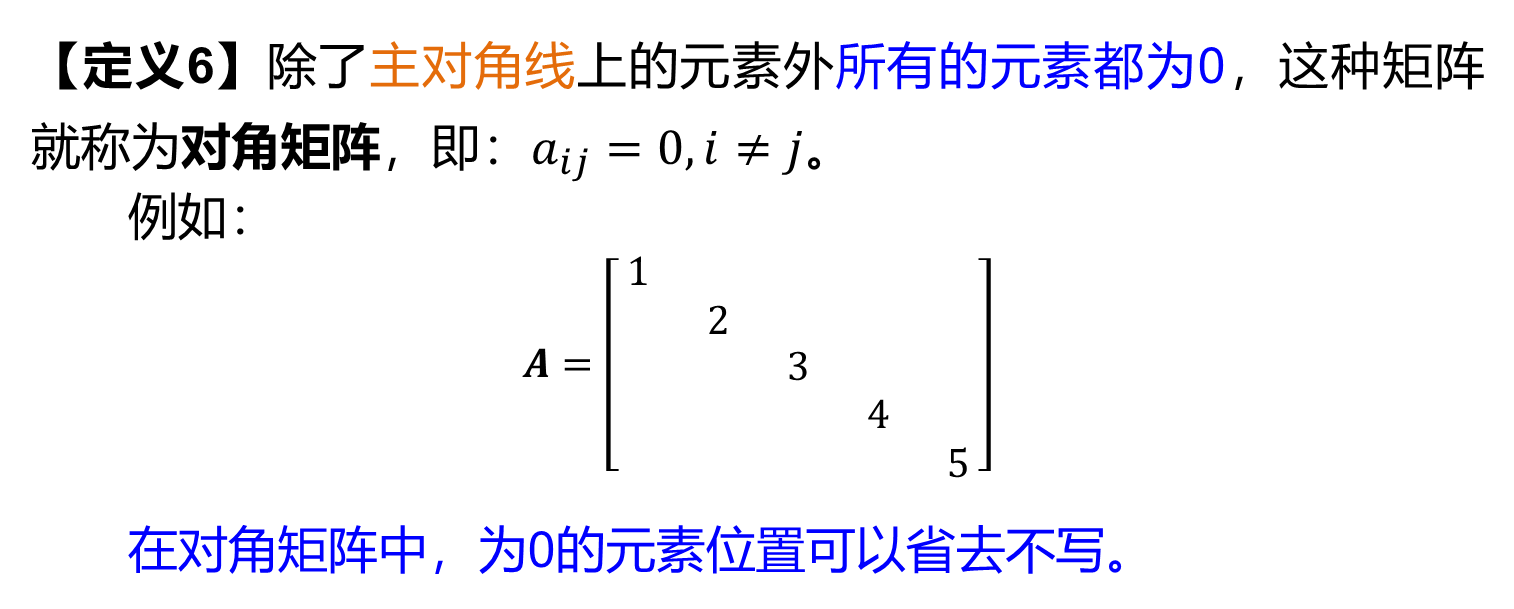 【定义6】除了主对角线上的元素外所有的元素都为0，这种矩阵
就称为对角矩阵，即：$a_{ij} = 0, i \neq j$。
例如：
1
2
A = 3
4
5
在对角矩阵中，为0的元素位置可以省去不写。